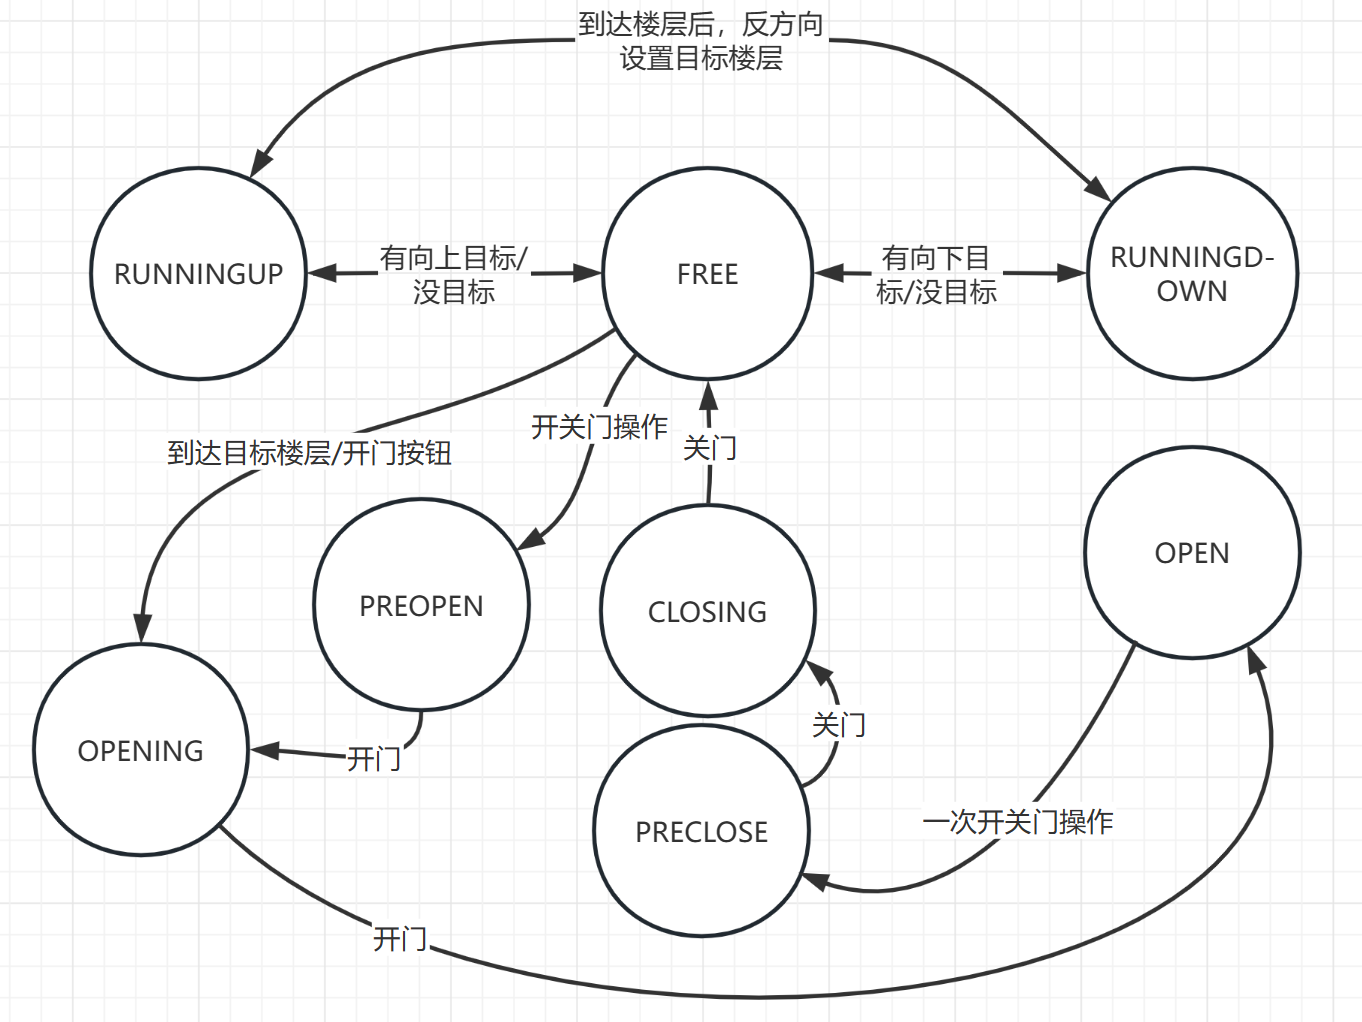 到达楼层后，反方向
设置目标楼层
RUNNINGUP
有向上目标/
没目标
FREE
有向下目
标/没目标
RUNNINGD-
OWN
到达目标楼层/开门按钮
开关门操作
关门
OPEN
PREOPEN
CLOSING
OPENING
开门
关门
PRECLOSE
一次开关门操作
开门